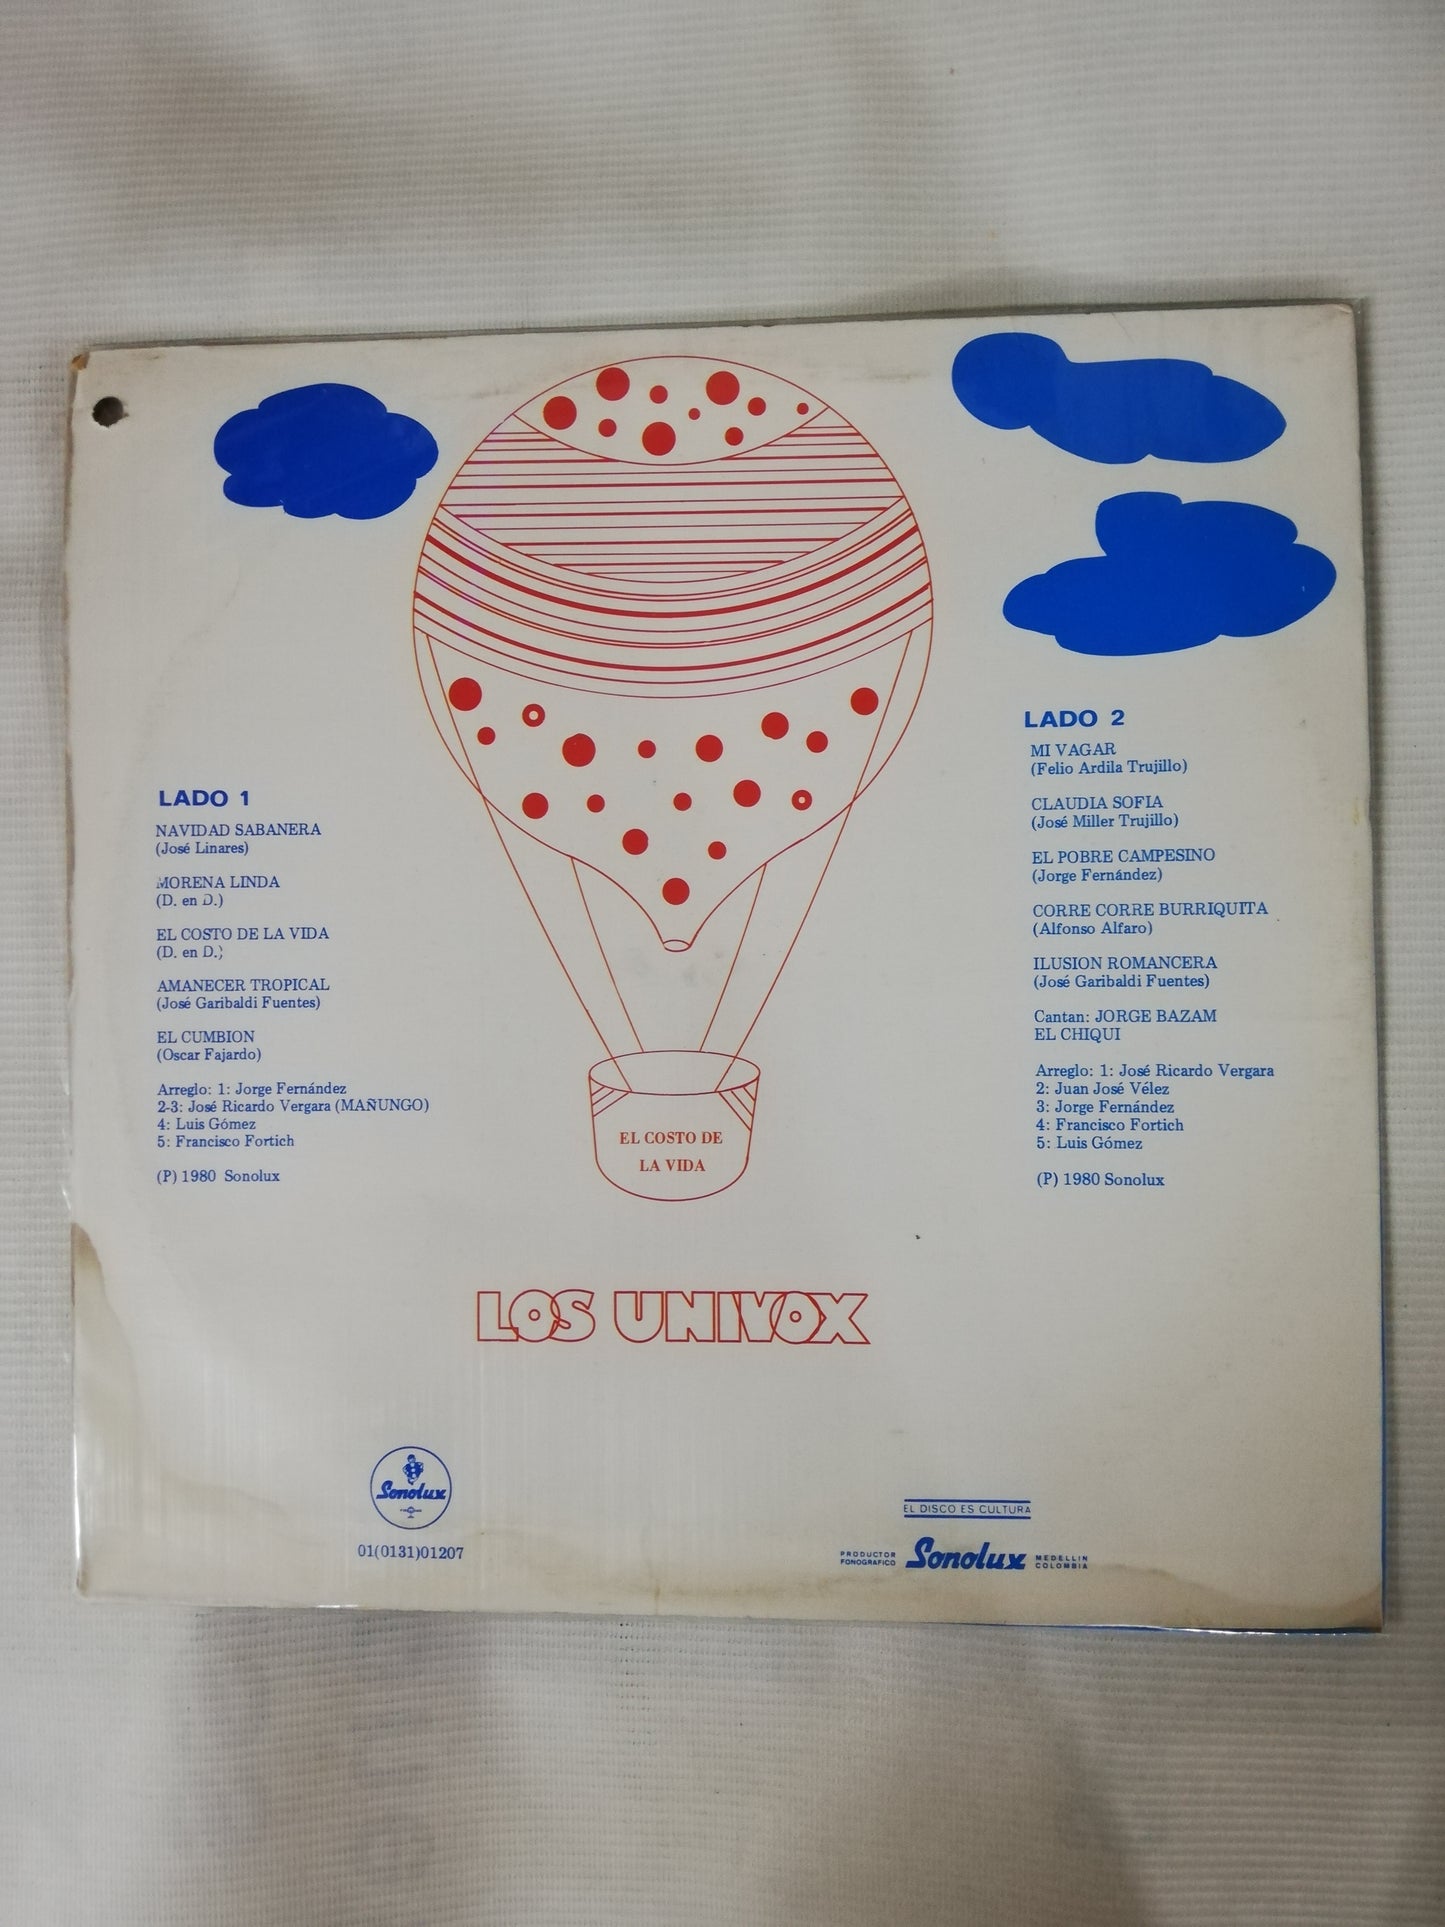 LADO 1
NAVIDAD SABANERA
(José Linares)
MORENA LINDA
(D. en D.)
EL COSTO DE LA VIDA
(D. en D.)
AMANECER TROPICAL
(José Garibaldi Fuentes)
EL CUMBION
(Oscar Fajardo)
Arreglo: 1: Jorge Fernández
2-3: José Ricardo Vergara (MAÑUNGO)
4: Luis Gómez
5: Francisco Fortich
(P) 1980 Sonolux
EL COSTO DE
LA VIDA
LADO 2
MI VAGAR
(Felio Ardila Trujillo)
CLAUDIA SOFIA
(José Miller Trujillo)
EL POBRE CAMPESINO
(Jorge Fernández)
CORRE CORRE BURRIQUITA
(Alfonso Alfaro)
ILUSION ROMANCERA
(José Garibaldi Fuentes)
Cantan: JORGE BAZAM
EL CHIQUI
Arreglo: 1: José Ricardo Vergara
2: Juan José Vélez
3: Jorge Fernández
4: Francisco Fortich
5: Luis Gómez
(P) 1980 Sonolux
LOS UNIVOX
Sonolux
01(0131)01207
EL DISCO ES CULTURA
PRODUCTOR
FONOGRAFICO
Sonolux
MEDELLIN
COLOMBIA